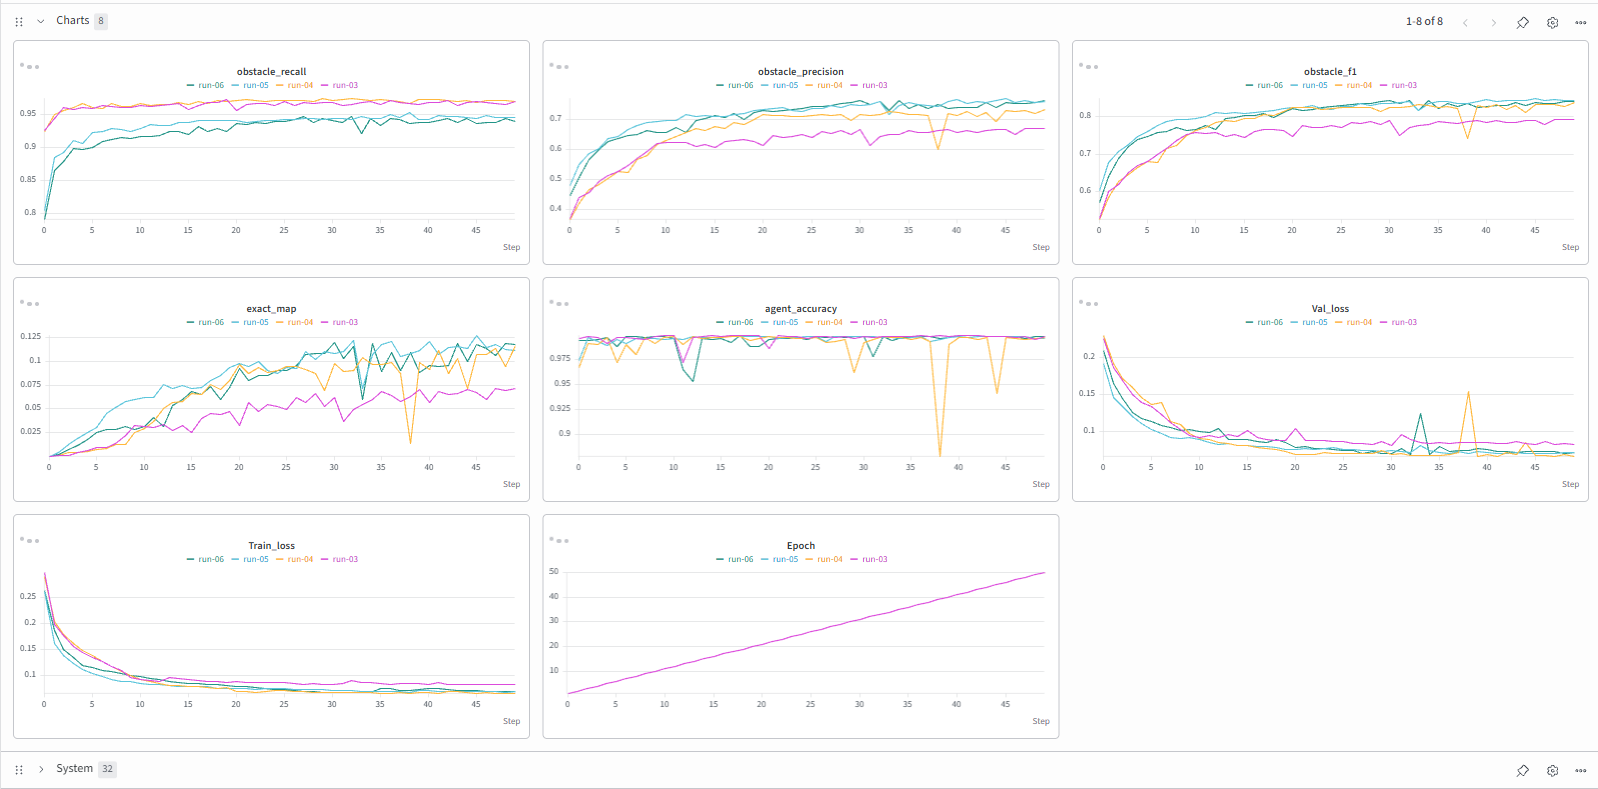 Charts 8
1-8 of 8
obstacle_recall
run-06 run-05 run-04 run-03
0.95
0.9
0.85
0.8
0 5 10 15 20 25 30 35 40 45
Step
obstacle_precision
run-06 run-05 run-04 run-03
0.7
0.6
0.5
0.4
0 5 10 15 20 25 30 35 40 45
Step
obstacle_f1
run-06 run-05 run-04 run-03
0.8
0.7
0.6
0 5 10 15 20 25 30 35 40 45
Step
exact_map
run-06 run-05 run-04 run-03
0.125
0.1
0.075
0.05
0.025
0 5 10 15 20 25 30 35 40 45
Step
agent_accuracy
run-06 run-05 run-04 run-03
0.975
0.95
0.925
0.9
0 5 10 15 20 25 30 35 40 45
Step
Val_loss
run-06 run-05 run-04 run-03
0.2
0.15
0.1
0 5 10 15 20 25 30 35 40 45
Step
Train_loss
run-06 run-05 run-04 run-03
0.25
0.2
0.15
0.1
0 5 10 15 20 25 30 35 40 45
Step
Epoch
run-06 run-05 run-04 run-03
50
40
30
20
10
0 5 10 15 20 25 30 35 40 45
Step
System 32